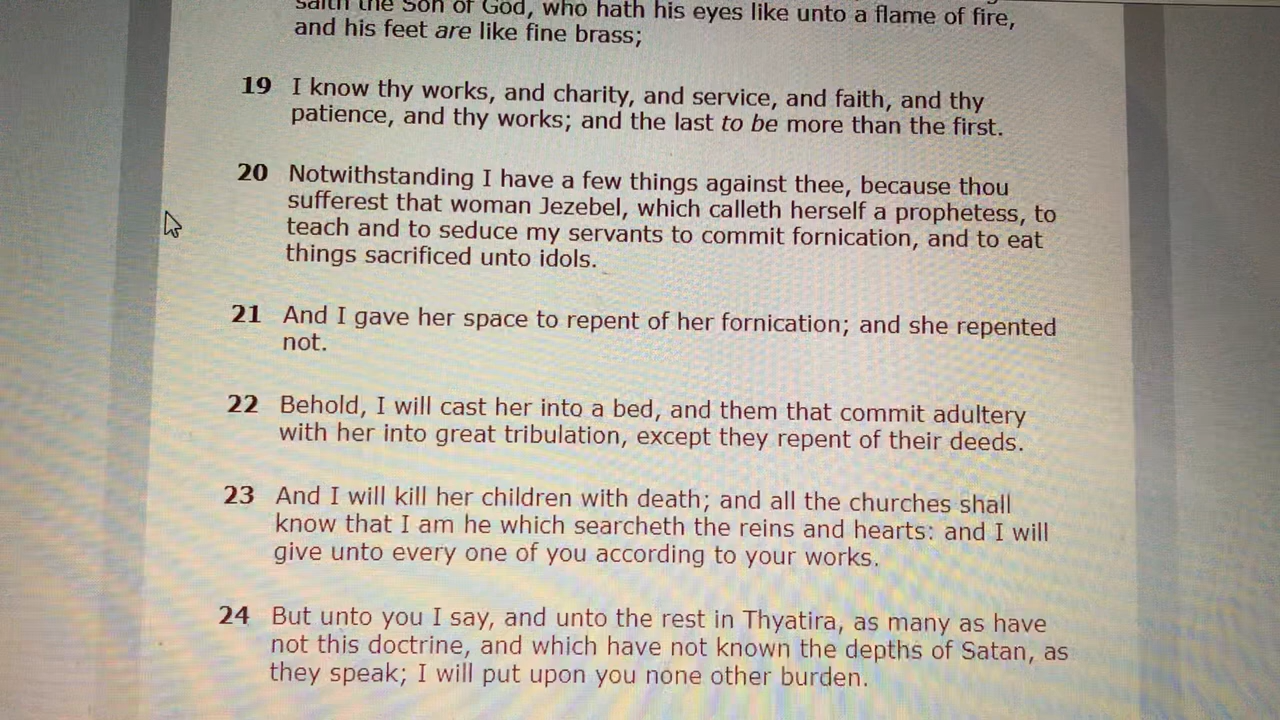 saith the Son of God, who hath his eyes like unto a flame of fire,
and his feet are like fine brass;
19 I know thy works, and charity, and service, and faith, and thy
patience, and thy works; and the last to be more than the first.
20 Notwithstanding I have a few things against thee, because thou
sufferest that woman Jezebel, which calleth herself a prophetess, to
teach and to seduce my servants to commit fornication, and to eat
things sacrificed unto idols.
21 And I gave her space to repent of her fornication; and she repented
not.
22 Behold, I will cast her into a bed, and them that commit adultery
with her into great tribulation, except they repent of their deeds.
23 And I will kill her children with death; and all the churches shall
know that I am he which searcheth the reins and hearts: and I will
give unto every one of you according to your works.
24 But unto you I say, and unto the rest in Thyatira, as many as have
not this doctrine, and which have not known the depths of Satan, as
they speak; I will put upon you none other burden.